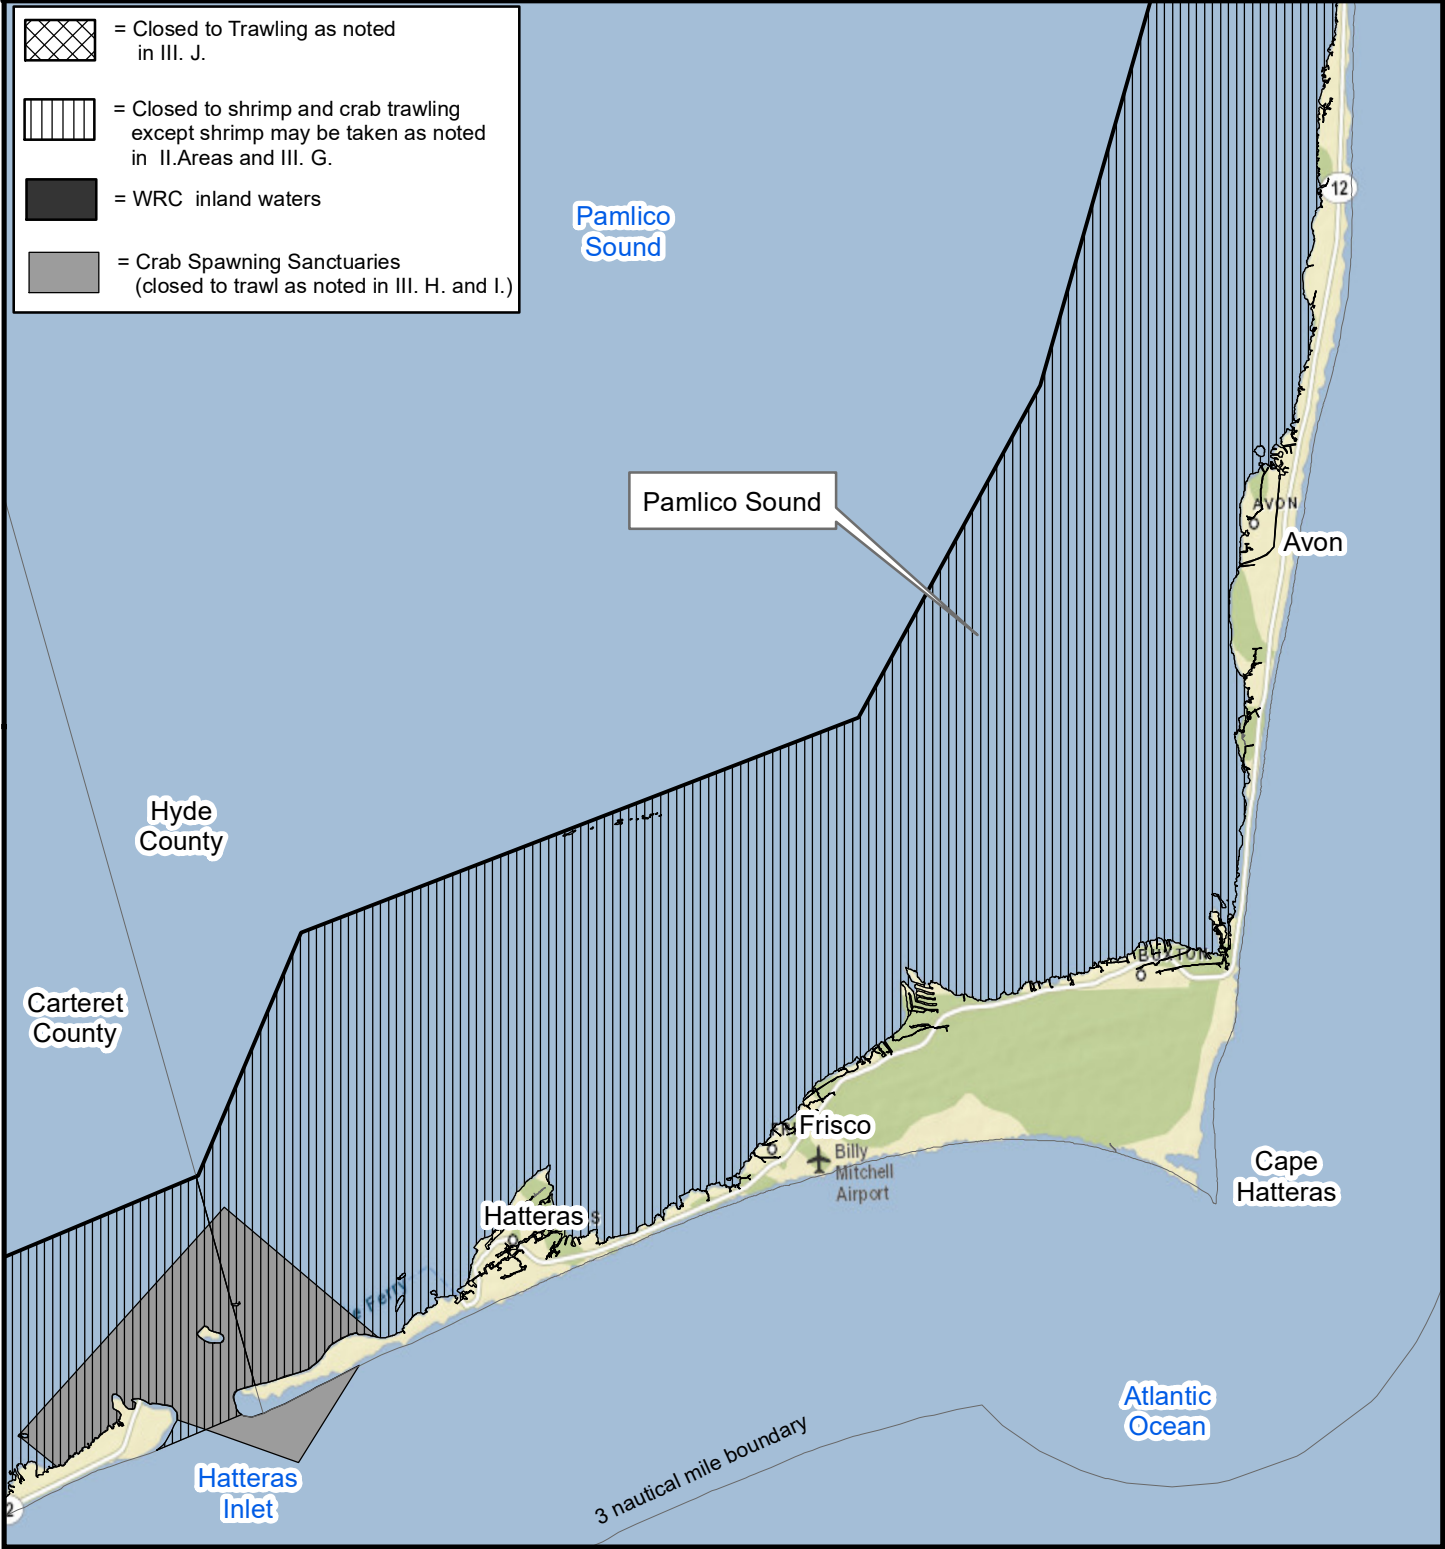 = Closed to Trawling as noted
in III. J.
= Closed to shrimp and crab trawling
except shrimp may be taken as noted
in II.Areas and III. G.
= WRC inland waters
= Crab Spawning Sanctuaries
(closed to trawl as noted in III. H. and I.)
Pamlico
Sound
12
Pamlico Sound
AVON
Avon
Hyde
County
BUXTON
Carteret
County
Frisco
Billy
Mitchell
Airport
Cape
Hatteras
Hatteras
S
e Ferry
Atlantic
Ocean
3 nautical mile boundary
Hatteras
Inlet
2